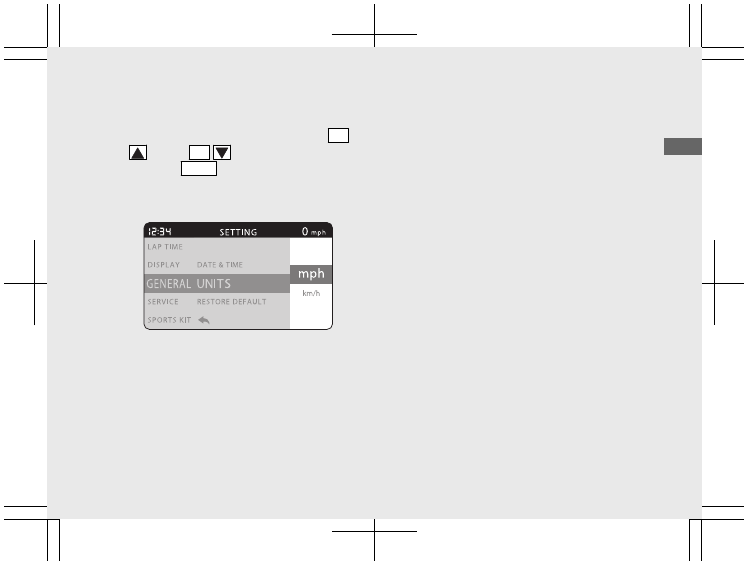 12:34 SETTING 0 mph
LAP TIME
DISPLAY DATE & TIME
GENERAL UNITS mph
km/h
SERVICE RESTORE DEFAULT
SPORTS KIT